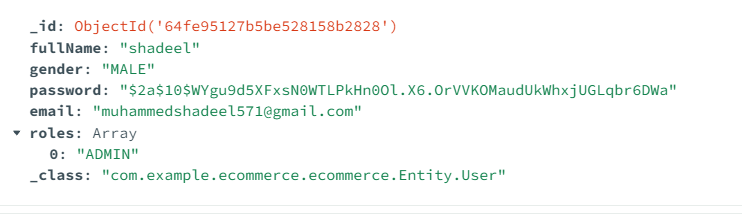 _id: ObjectId('64fe95127b5be528158b2828')
fullName: "shadeel"
gender: "MALE"
password: "$2a$10$WYgu9d5XFxsN0WTLPkHn0Ol.X6.OrVVKOMaudUkWhxjUGLqbr6DWa"
email: "muhammedshadeel571@gmail.com"
roles: Array
0: "ADMIN"
_class: "com.example.ecommerce.ecommerce.Entity.User"